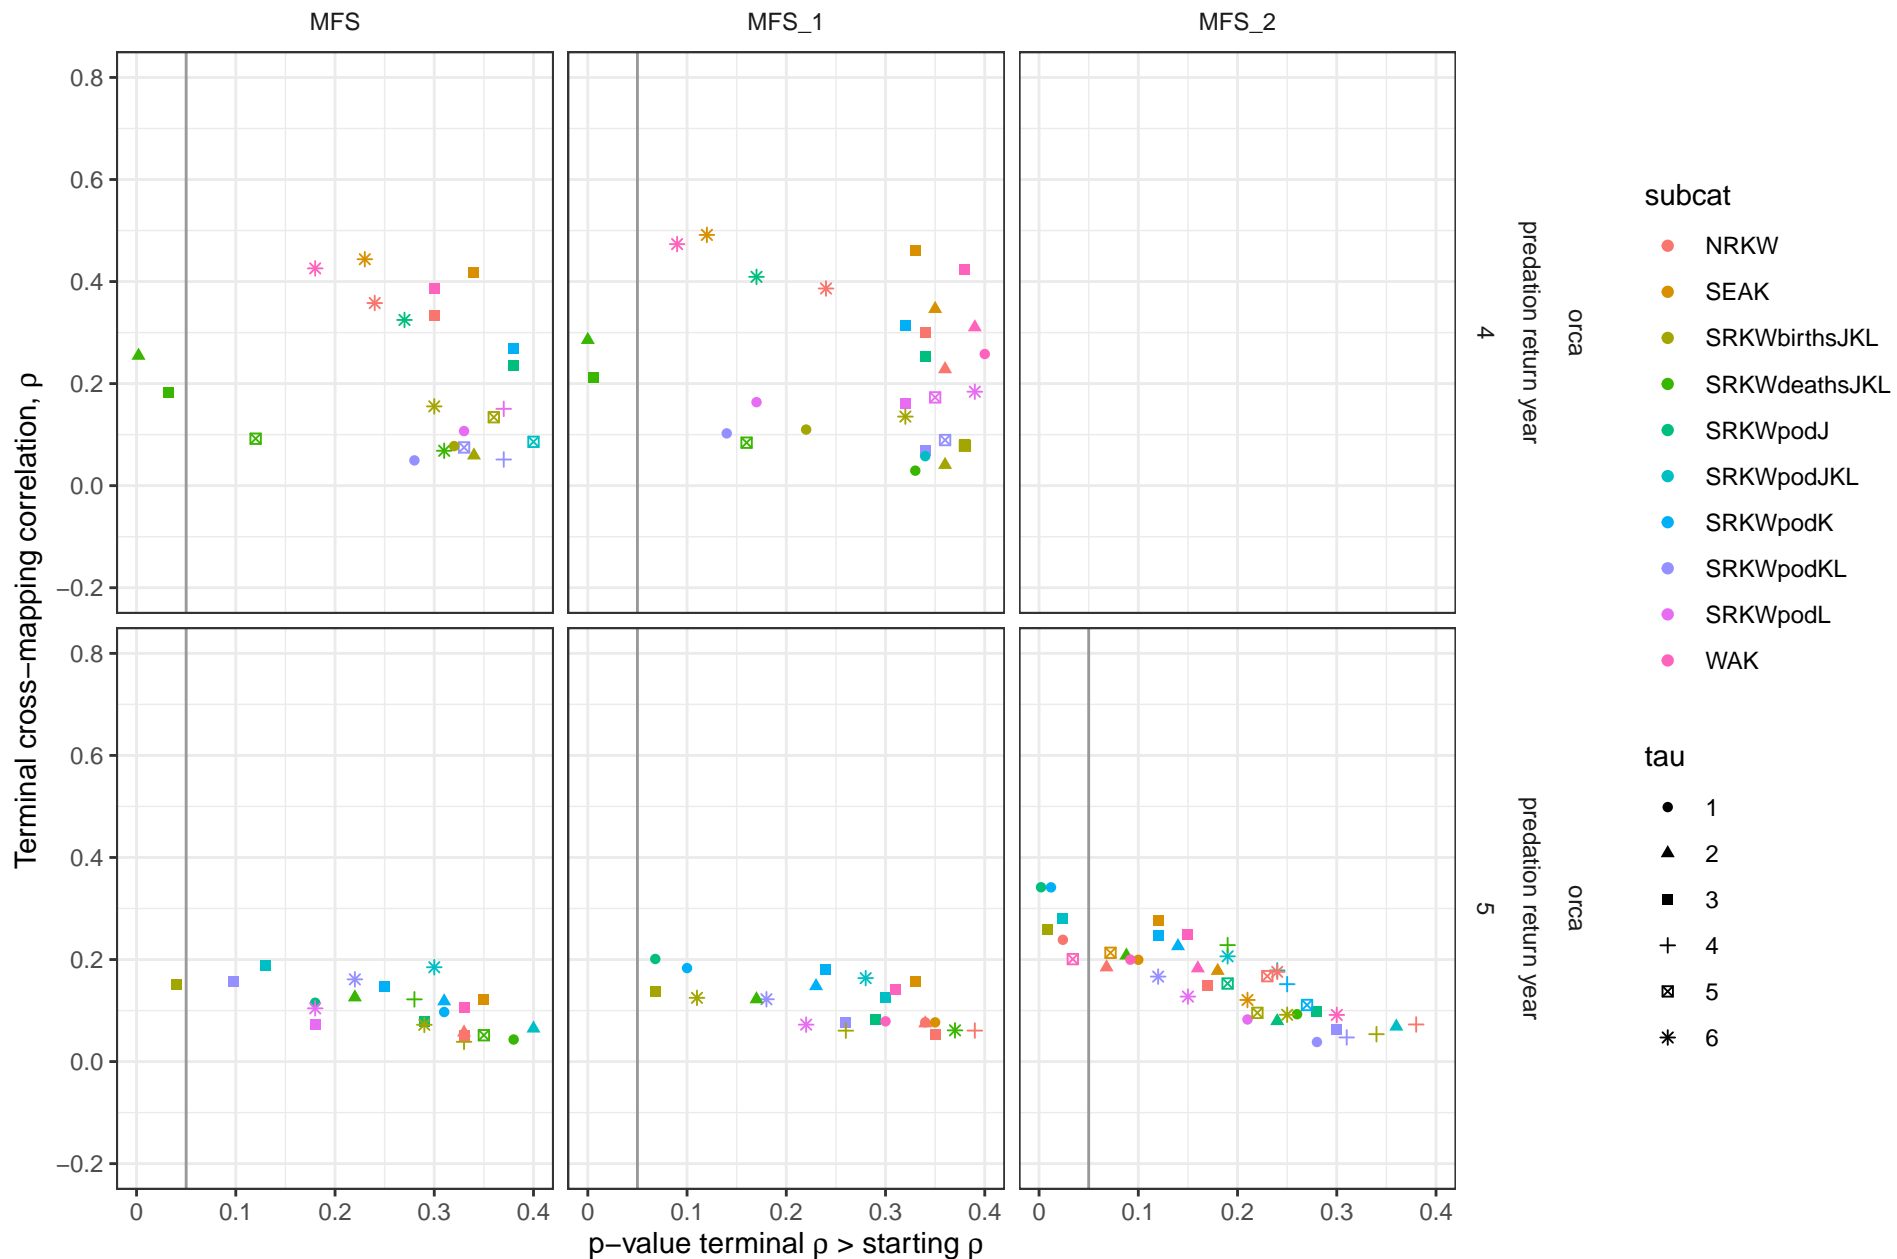 MFS
MFS_1
MFS_2
0.8
0.6
0.4
0.2
0.0
−0.2
0.8
0.6
0.4
0.2
0.0
−0.2
Terminal cross−mapping correlation, ρ
orca
predation return year
4
orca
predation return year
5
0
0.1
0.2
0.3
0.4
0
0.1
0.2
0.3
0.4
0
0.1
0.2
0.3
0.4
p−value terminal ρ > starting ρ
subcat
NRKW
SEAK
SRKWbirthsJKL
SRKWdeathsJKL
SRKWpodJ
SRKWpodJKL
SRKWpodK
SRKWpodKL
SRKWpodL
WAK
tau
1
2
3
4
5
6